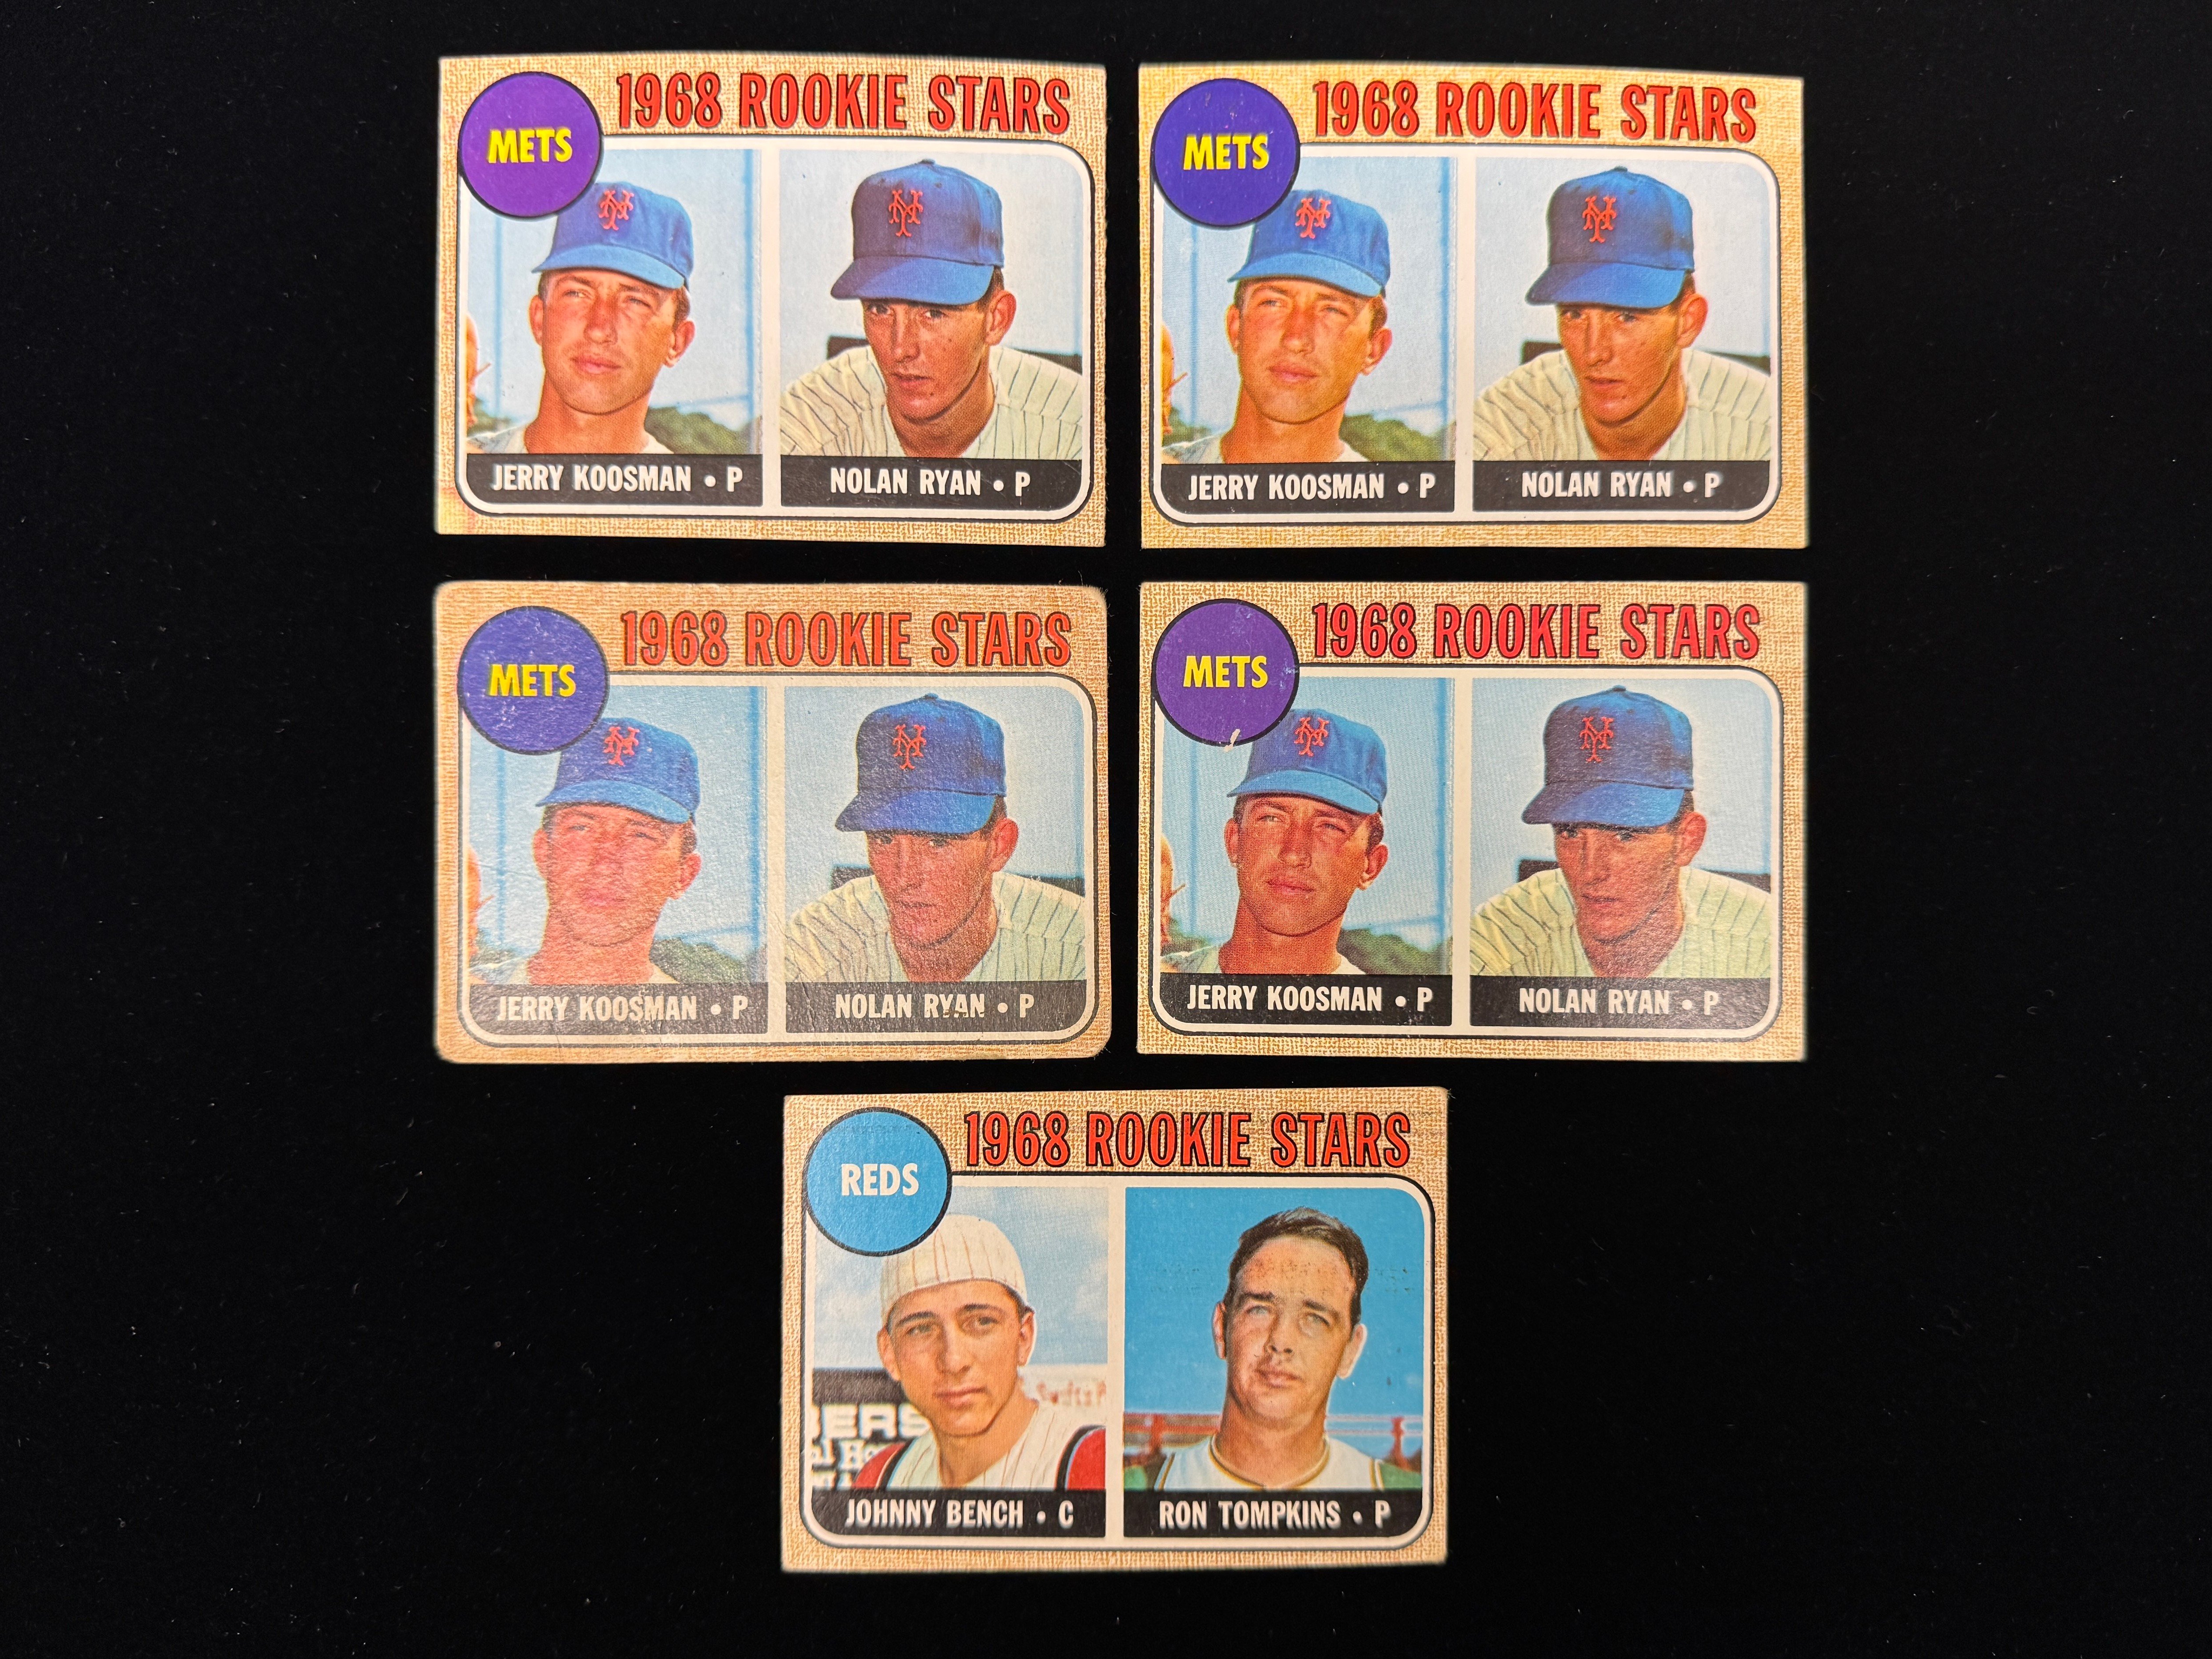 1968 ROOKIE STARS
METS
JERRY KOOSMAN • P
NOLAN RYAN • P
1968 ROOKIE STARS
METS
JERRY KOOSMAN • P
NOLAN RYAN • P
1968 ROOKIE STARS
METS
JERRY KOOSMAN • P
NOLAN RYAN • P
1968 ROOKIE STARS
METS
JERRY KOOSMAN • P
NOLAN RYAN • P
1968 ROOKIE STARS
REDS
JOHNNY BENCH • C
RON TOMPKINS • P